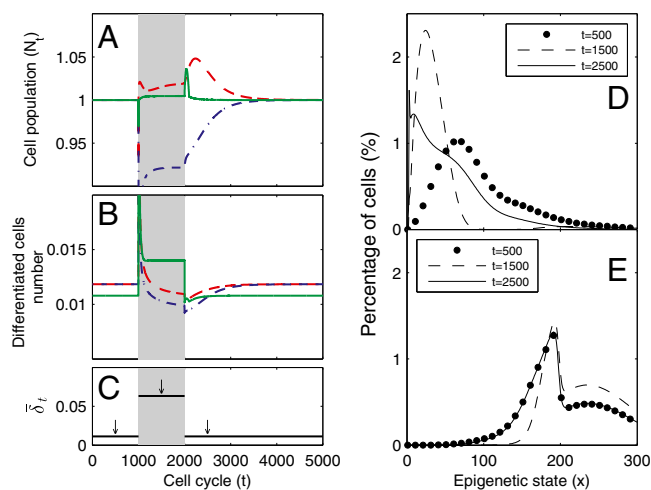 A
Cell population (Nt)
1.05
1
0.95
B
Differentiated cells
number
0.015
0.01
C
δ̄t
0.05
0
0 1000 2000 3000 4000 5000
Cell cycle (t)
Percentage of cells (%)
D
t=500
t=1500
t=2500
2
1
0
E
t=500
t=1500
t=2500
2
1
0
0 100 200 300
Epigenetic state (x)